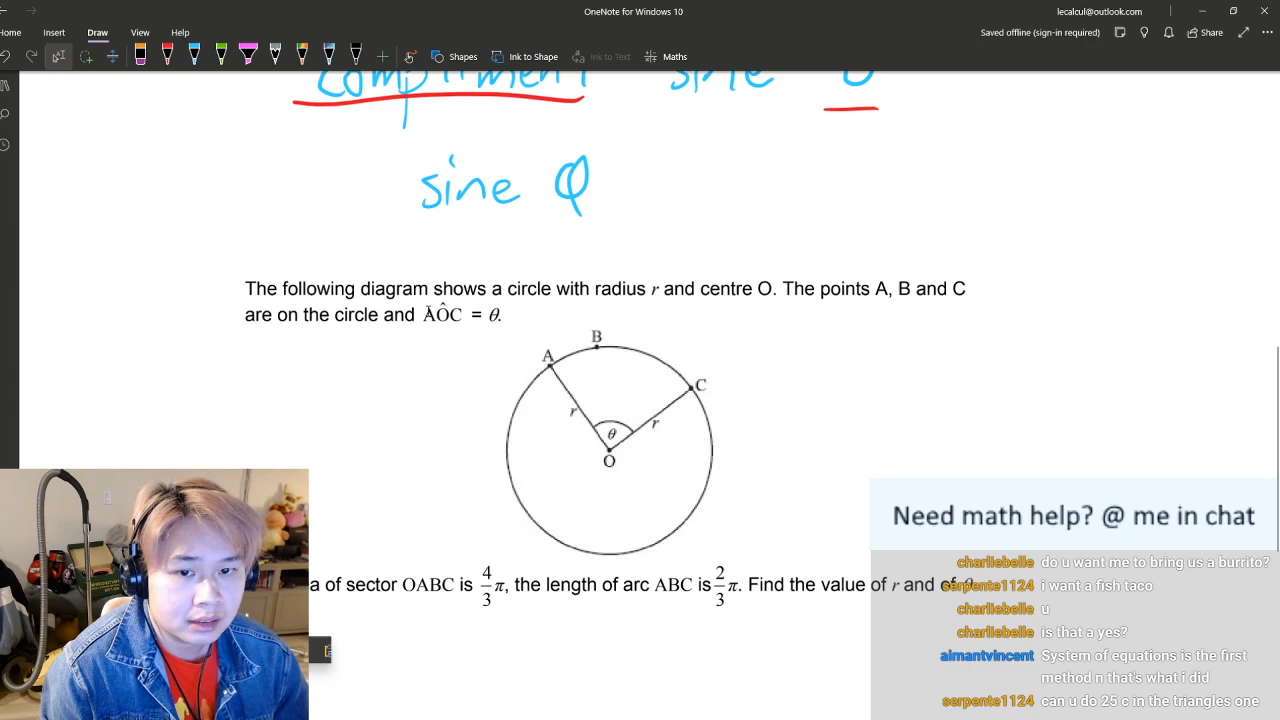 OneNote for Windows 10
lecalcul@outlook.com
Home
Insert
Draw
View
Help
Saved offline (sign-in required)
Share
Shapes
Ink to Shape
Ink to Text
Maths
compliment sine
sine φ
The following diagram shows a circle with radius r and centre O. The points A, B and C
are on the circle and AÔC = θ.
B
A
C
r
r
θ
O
a of sector OABC is 4/3 π, the length of arc ABC is 2/3 π. Find the value of r and of θ
Need math help? @ me in chat
charliebelle do u want me to bring us a burrito?
serpente1124 i want a fish taco
charliebelle u
charliebelle is that a yes?
aimantvincent System of equations is the first
method n that's what i did
serpente1124 can u do 25 c in the triangles one